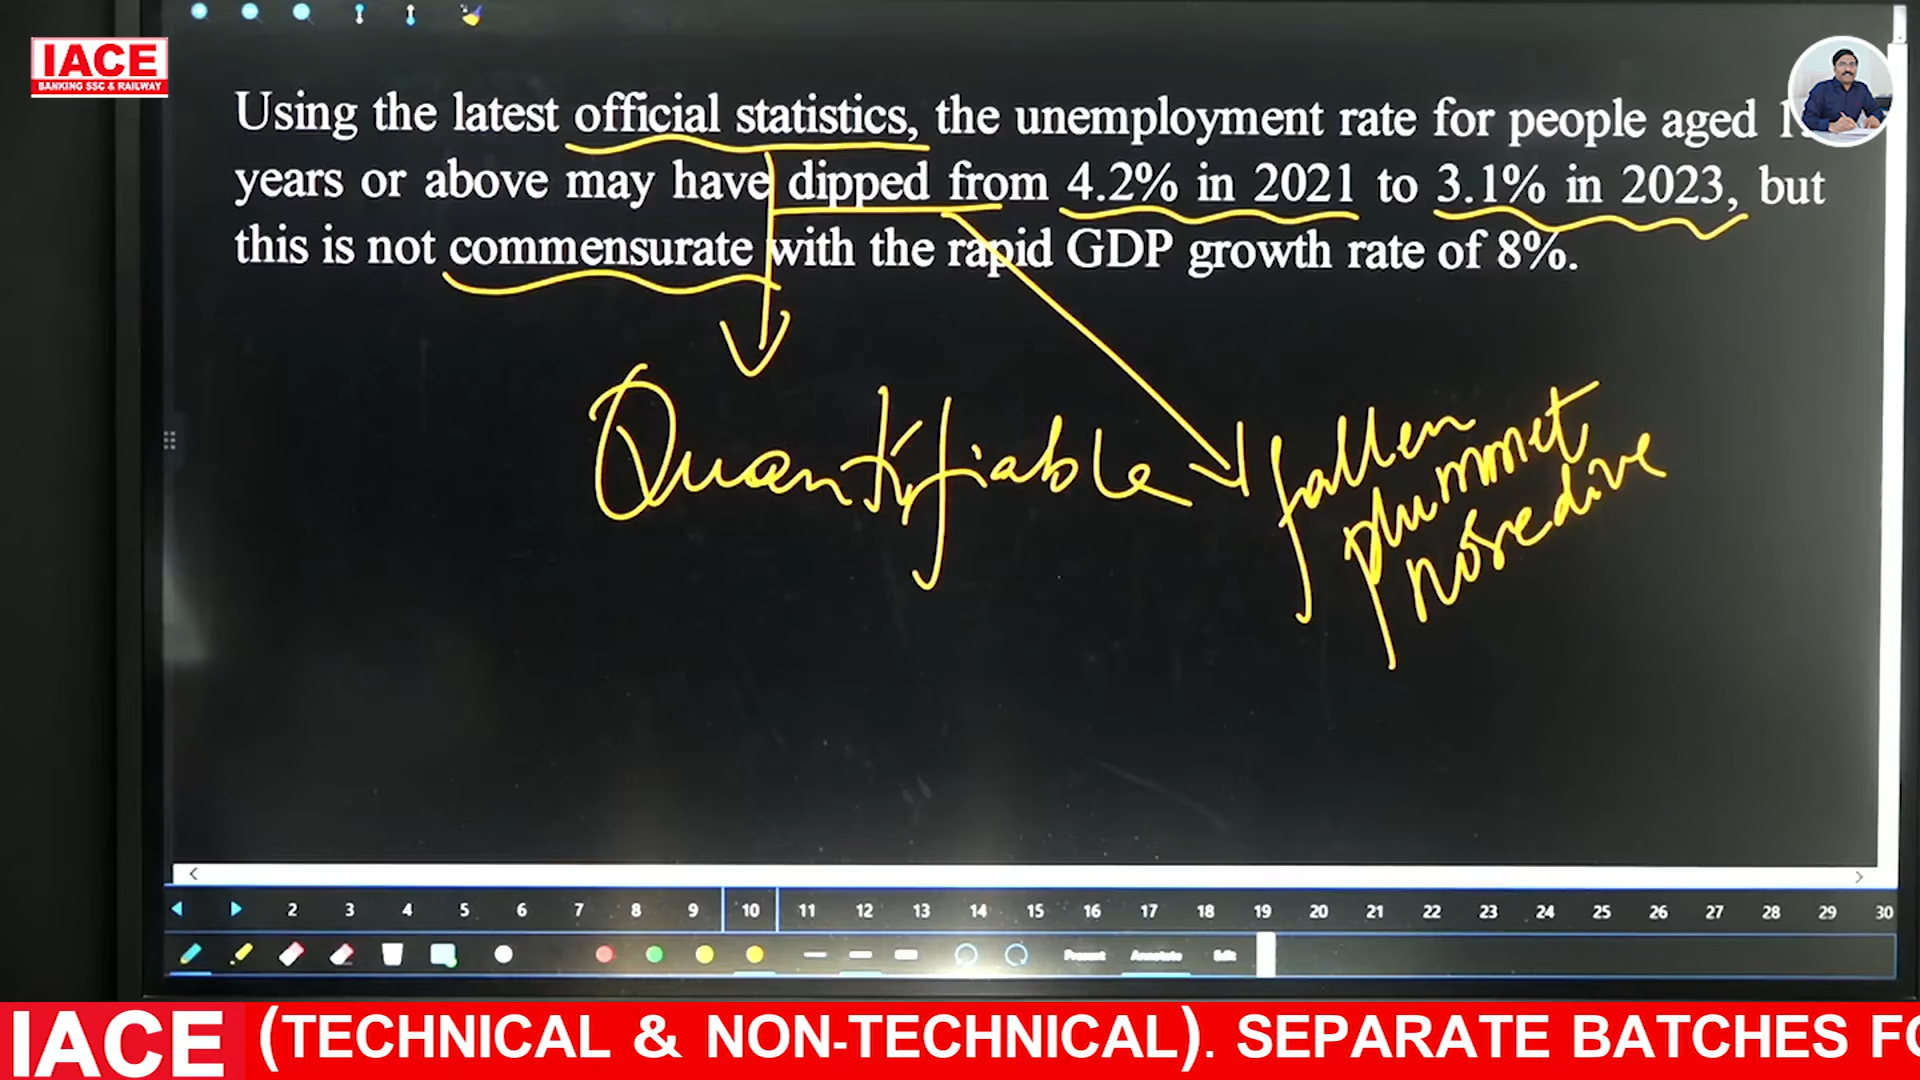 IACE
BANKING SSC & RAILWAY
Using the latest official statistics, the unemployment rate for people aged
years or above may have dipped from 4.2% in 2021 to 3.1% in 2023, but
this is not commensurate with the rapid GDP growth rate of 8%.
Quantifiable
fallen
plummet
nosedive
2 3 4 5 6 7 8 9 10 11 12 13 14 15 16 17 18 19 20 21 22 23 24 25 26 27 28 29 30
Present Annotate Edit
IACE (TECHNICAL & NON-TECHNICAL). SEPARATE BATCHES FO